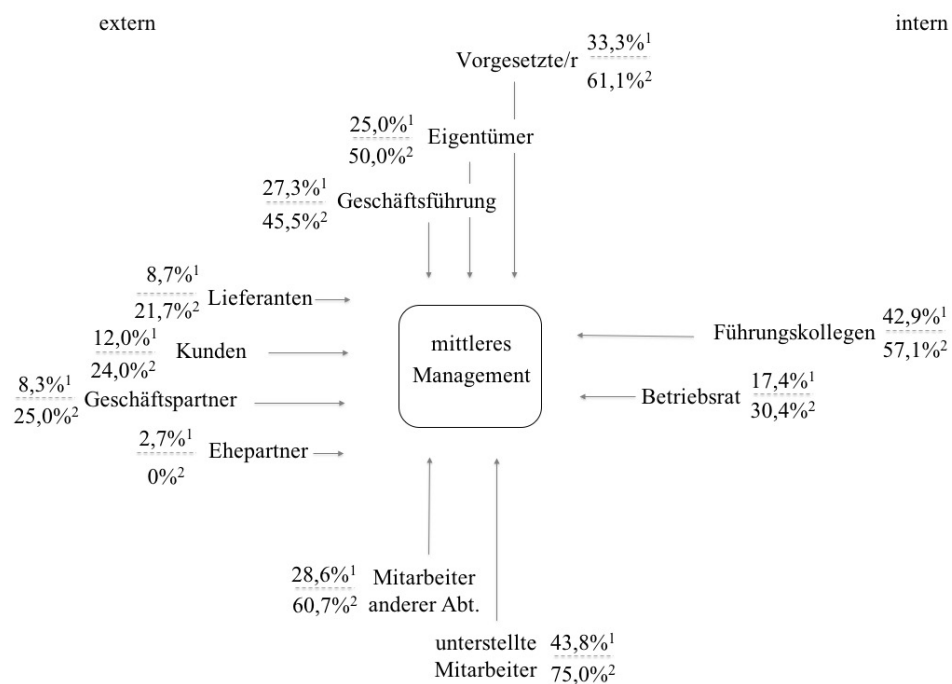 extern
intern
Vorgesetzte/r 33,3%¹
61,1%²
25,0%¹
50,0%² Eigentümer
27,3%¹
45,5%² Geschäftsführung
8,7%¹
21,7%² Lieferanten
12,0%¹
24,0%² Kunden
8,3%¹
25,0%² Geschäftspartner
2,7%¹
0%² Ehepartner
mittleres
Management
Führungskollegen 42,9%¹
57,1%²
Betriebsrat 17,4%¹
30,4%²
28,6%¹ Mitarbeiter
60,7%² anderer Abt.
unterstellte 43,8%¹
Mitarbeiter 75,0%²